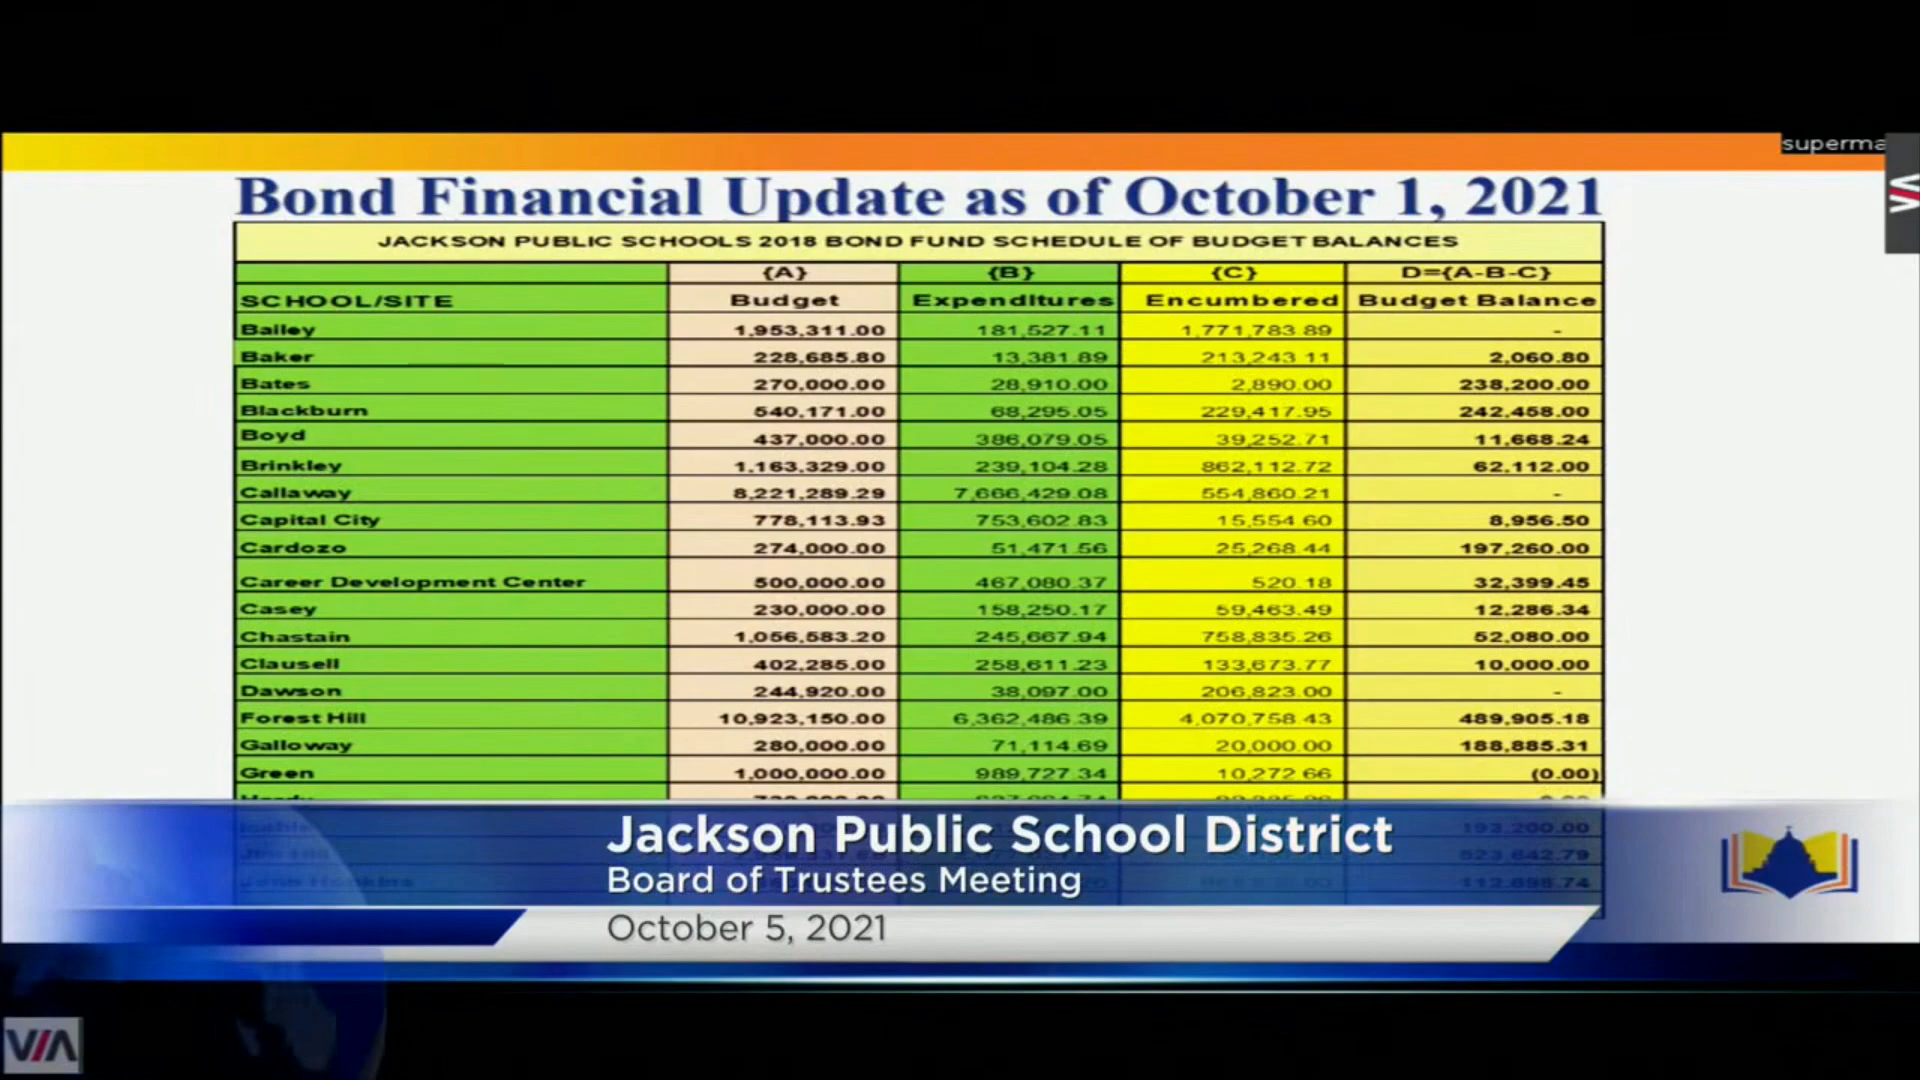 superma
Bond Financial Update as of October 1, 2021
JACKSON PUBLIC SCHOOLS 2018 BOND FUND SCHEDULE OF BUDGET BALANCES
{A} {B} {C} D={A-B-C}
SCHOOL/SITE Budget Expenditures Encumbered Budget Balance
Bailey 1,953,311.00 181,527.11 1,771,783.89 -
Baker 228,685.80 13,381.89 213,243.11 2,060.80
Bates 270,000.00 28,910.00 2,890.00 238,200.00
Blackburn 540,171.00 68,295.05 229,417.95 242,458.00
Boyd 437,000.00 386,079.05 39,252.71 11,668.24
Brinkley 1,163,329.00 239,104.28 862,112.72 62,112.00
Callaway 8,221,289.29 7,666,429.08 554,860.21 -
Capital City 778,113.93 753,602.83 15,554.60 8,956.50
Cardozo 274,000.00 51,471.56 25,268.44 197,260.00
Career Development Center 500,000.00 467,080.37 520.18 32,399.45
Casey 230,000.00 158,250.17 59,463.49 12,286.34
Chastain 1,056,583.20 245,667.94 758,835.26 52,080.00
Clausell 402,285.00 258,611.23 133,673.77 10,000.00
Dawson 244,920.00 38,097.00 206,823.00 -
Forest Hill 10,923,150.00 6,362,486.39 4,070,758.43 489,905.18
Galloway 280,000.00 71,114.69 20,000.00 188,885.31
Green 1,000,000.00 989,727.34 10,272.66 (0.00)
193,200.00
523,642.79
Jackson Public School District
Board of Trustees Meeting
October 5, 2021
VIA